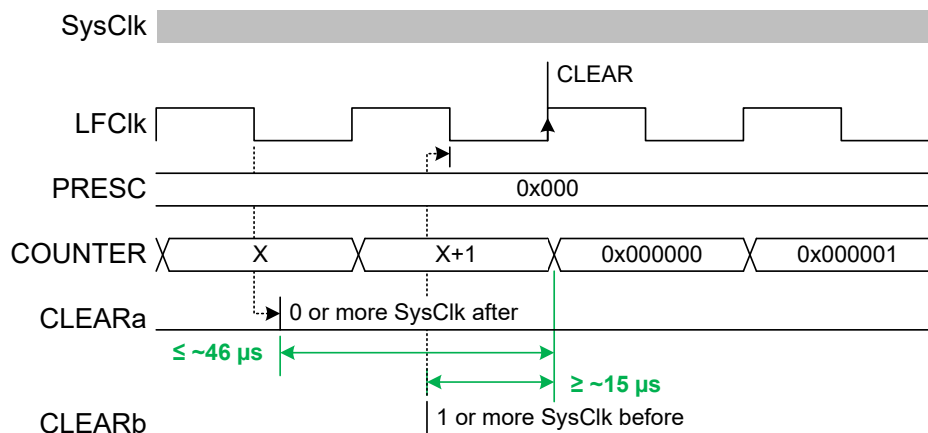 SysClk
CLEAR
LFClk
PRESC
0x000
COUNTER
X
X+1
0x000000
0x000001
CLEARa
0 or more SysClk after
≤ ~46 µs
≥ ~15 µs
CLEARb
1 or more SysClk before